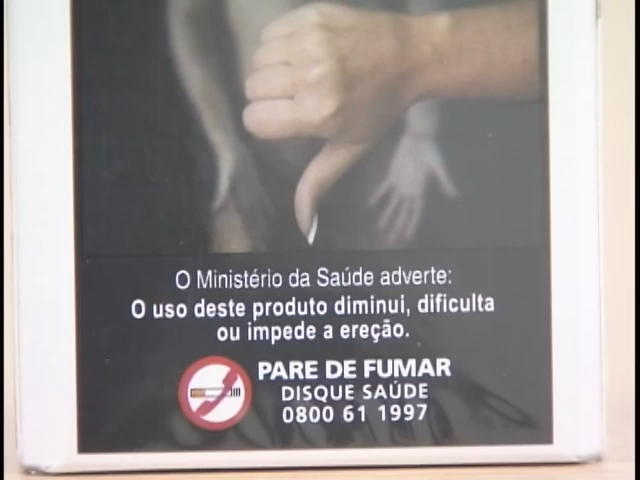 O Ministério da Saúde adverte:
O uso deste produto diminui, dificulta
ou impede a ereção.
PARE DE FUMAR
DISQUE SAÚDE
0800 61 1997